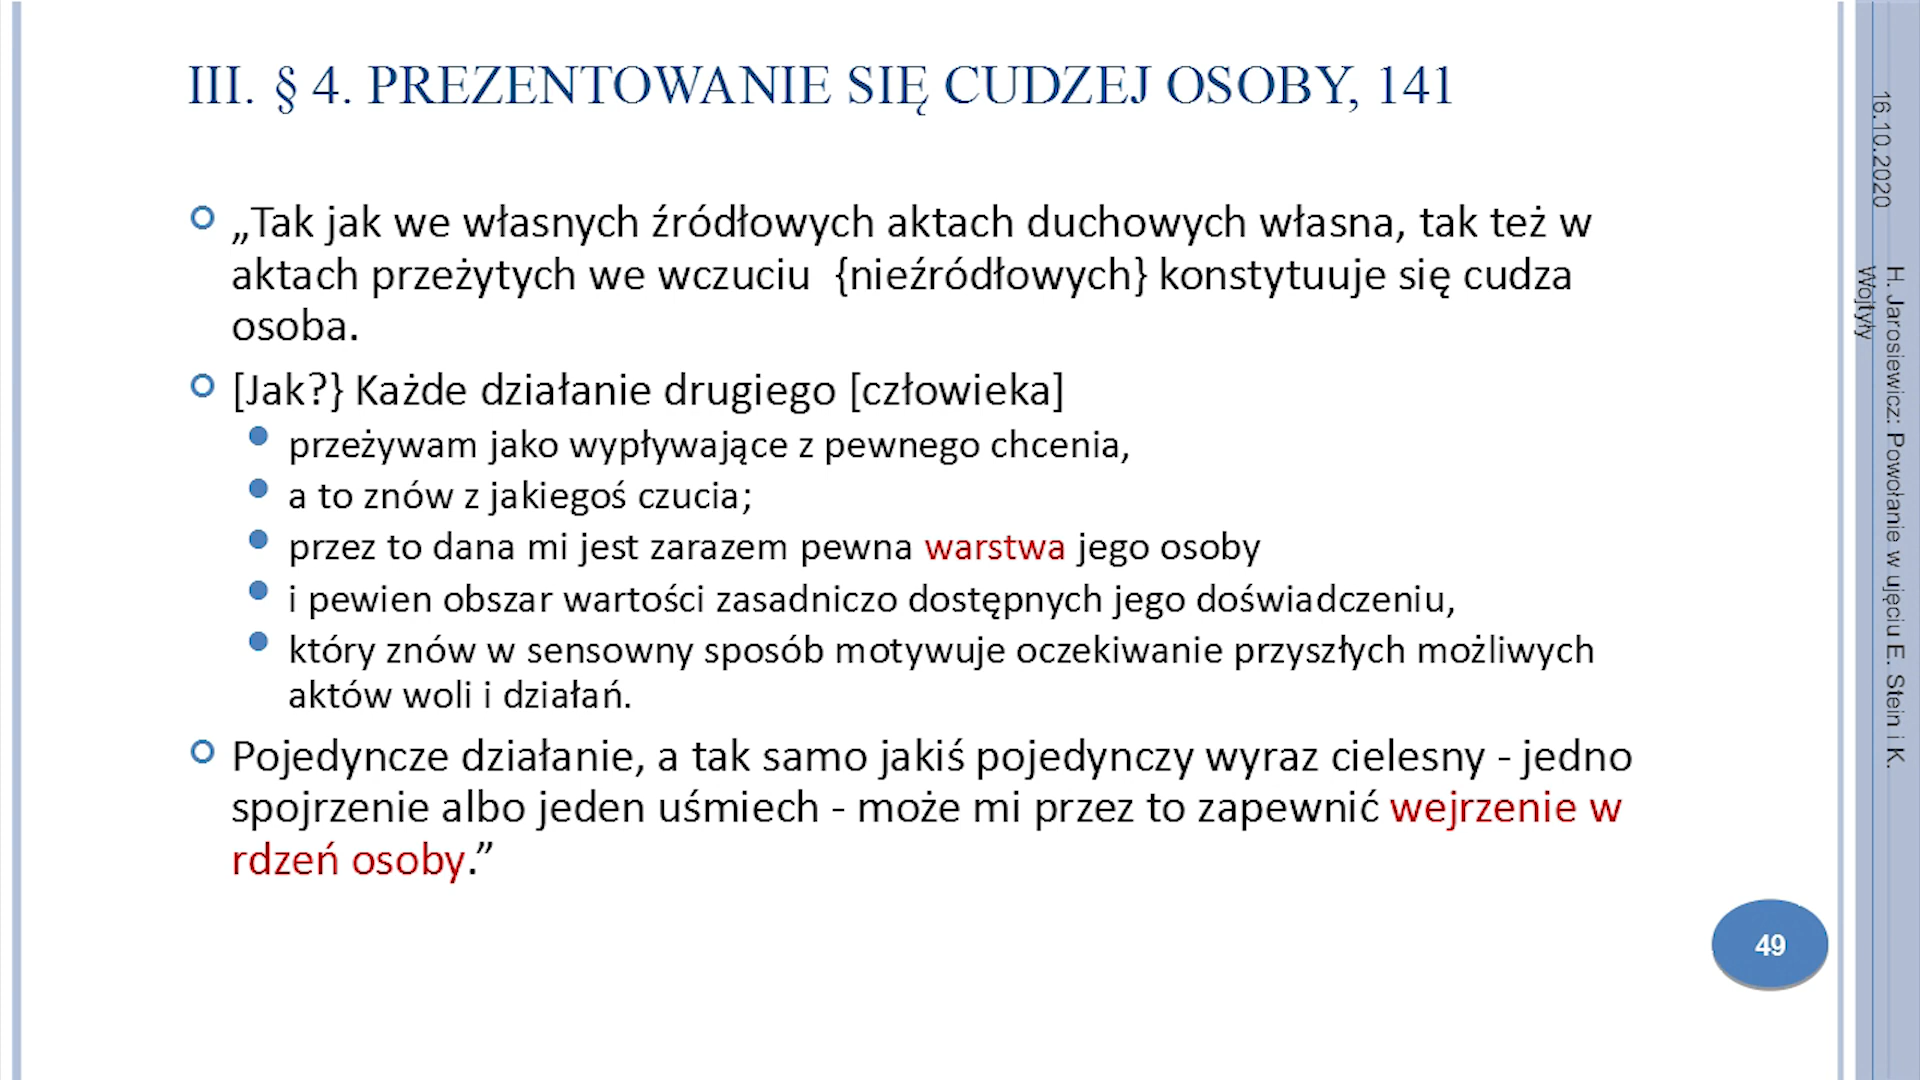 III. § 4. PREZENTOWANIE SIĘ CUDZEJ OSOBY, 141
„Tak jak we własnych źródłowych aktach duchowych własna, tak też w
aktach przeżytych we wczuciu {nieźródłowych} konstytuuje się cudza
osoba.
[Jak?} Każde działanie drugiego [człowieka]
przeżywam jako wypływające z pewnego chcenia,
a to znów z jakiegoś czucia;
przez to dana mi jest zarazem pewna warstwa jego osoby
i pewien obszar wartości zasadniczo dostępnych jego doświadczeniu,
który znów w sensowny sposób motywuje oczekiwanie przyszłych możliwych
aktów woli i działań.
Pojedyncze działanie, a tak samo jakiś pojedynczy wyraz cielesny - jedno
spojrzenie albo jeden uśmiech - może mi przez to zapewnić wejrzenie w
rdzeń osoby.”
16.10.2020
H. Jarosiewicz: Powołanie w ujęciu E. Stein i K.
Wojtyły
49